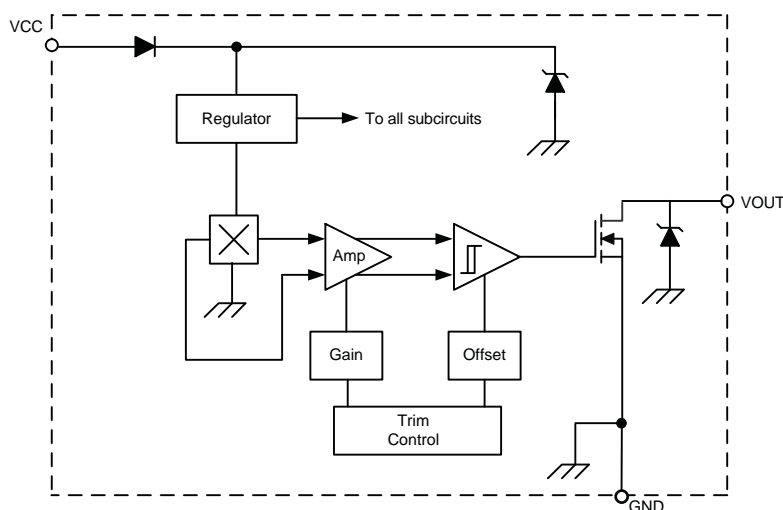 VCC
Regulator
To all subcircuits
VOUT
Amp
Gain
Offset
Trim
Control
GND